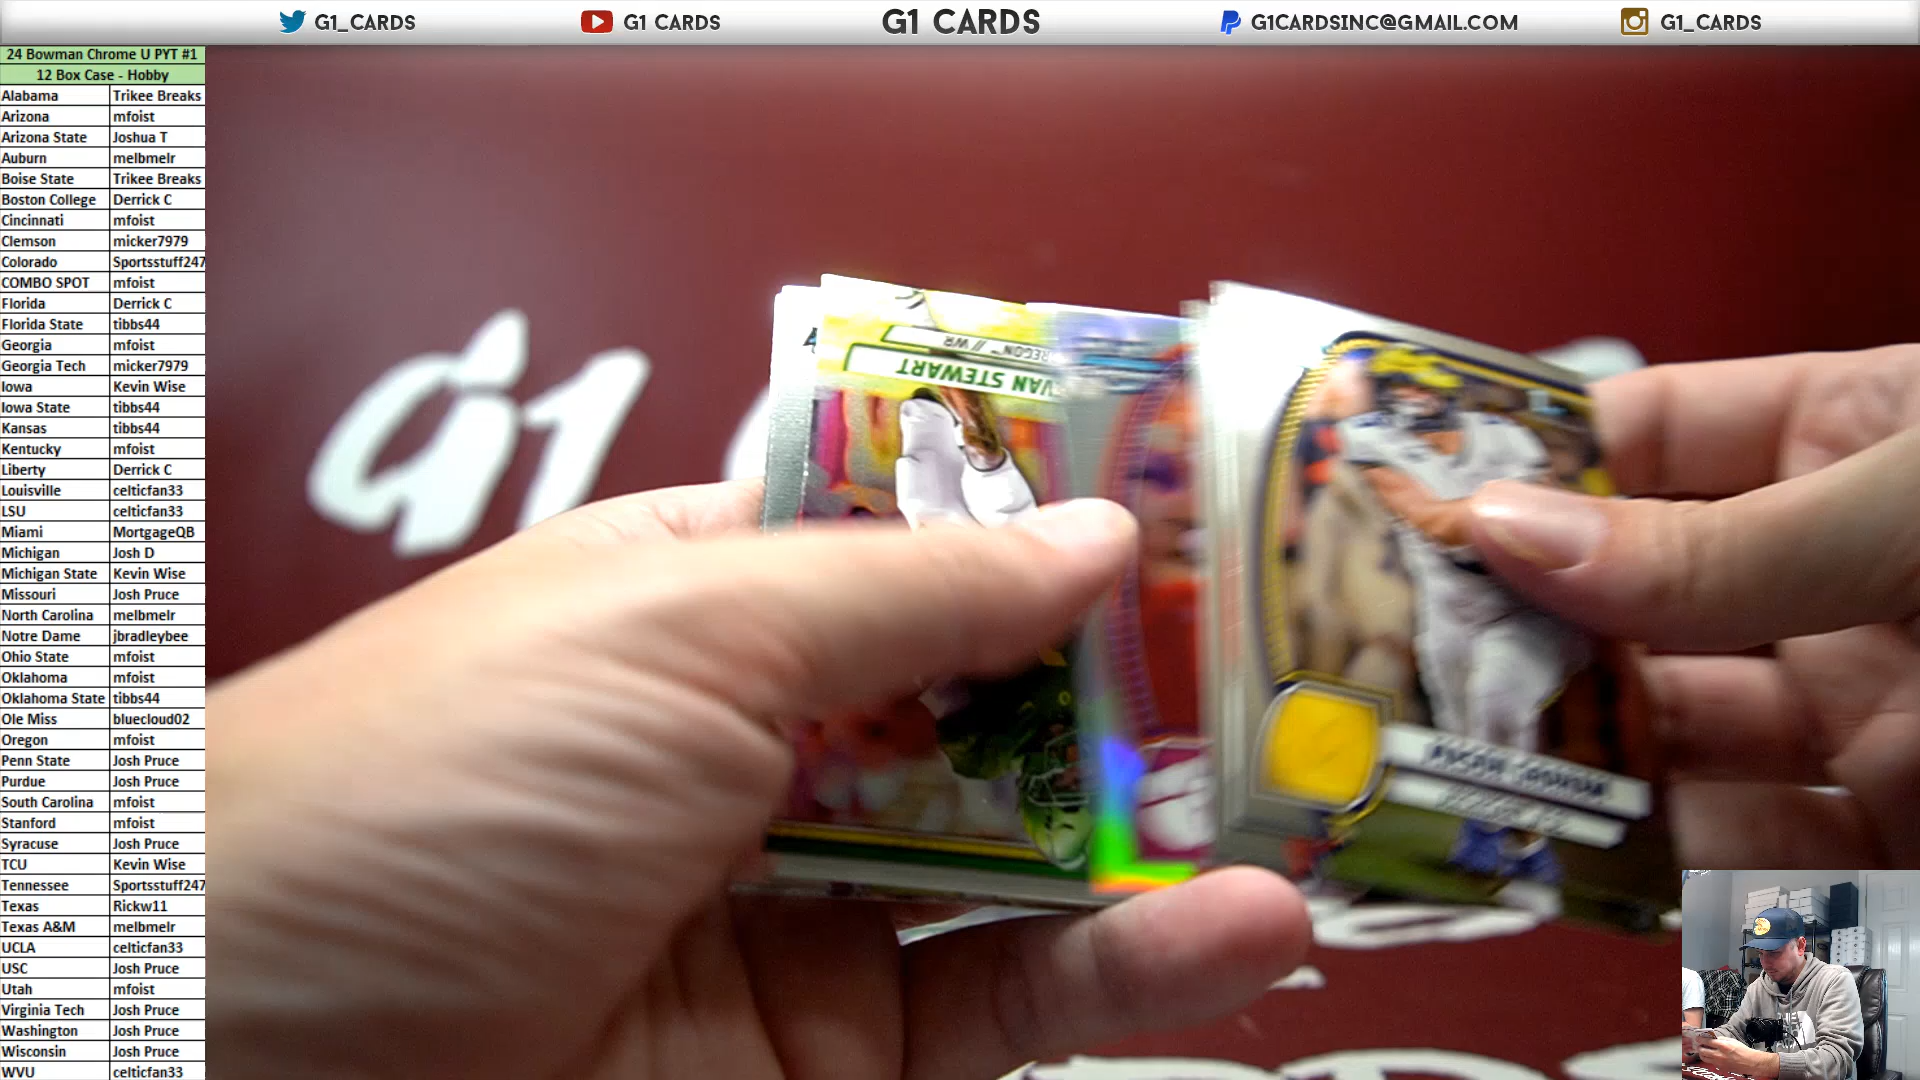 G1_CARDS G1 CARDS G1 CARDS G1CARDSINC@GMAIL.COM G1_CARDS
24 Bowman Chrome U PYT #1
12 Box Case - Hobby
Alabama Trikee Breaks
Arizona mfoist
Arizona State Joshua T
Auburn melbmelr
Boise State Trikee Breaks
Boston College Derrick C
Cincinnati mfoist
Clemson micker7979
Colorado Sportsstuff247
COMBO SPOT mfoist
Florida Derrick C
Florida State tibbs44
Georgia mfoist
Georgia Tech micker7979
Iowa Kevin Wise
Iowa State tibbs44
Kansas tibbs44
Kentucky mfoist
Liberty Derrick C
Louisville celticfan33
LSU celticfan33
Miami MortgageQB
Michigan Josh D
Michigan State Kevin Wise
Missouri Josh Pruce
North Carolina melbmelr
Notre Dame jbradleybee
Ohio State mfoist
Oklahoma mfoist
Oklahoma State tibbs44
Ole Miss bluecloud02
Oregon mfoist
Penn State Josh Pruce
Purdue Josh Pruce
South Carolina mfoist
Stanford mfoist
Syracuse Josh Pruce
TCU Kevin Wise
Tennessee Sportsstuff247
Texas Rickw11
Texas A&M melbmelr
UCLA celticfan33
USC Josh Pruce
Utah mfoist
Virginia Tech Josh Pruce
Washington Josh Pruce
Wisconsin Josh Pruce
WVU celticfan33
G1
VAN STEWART
REGON // WR